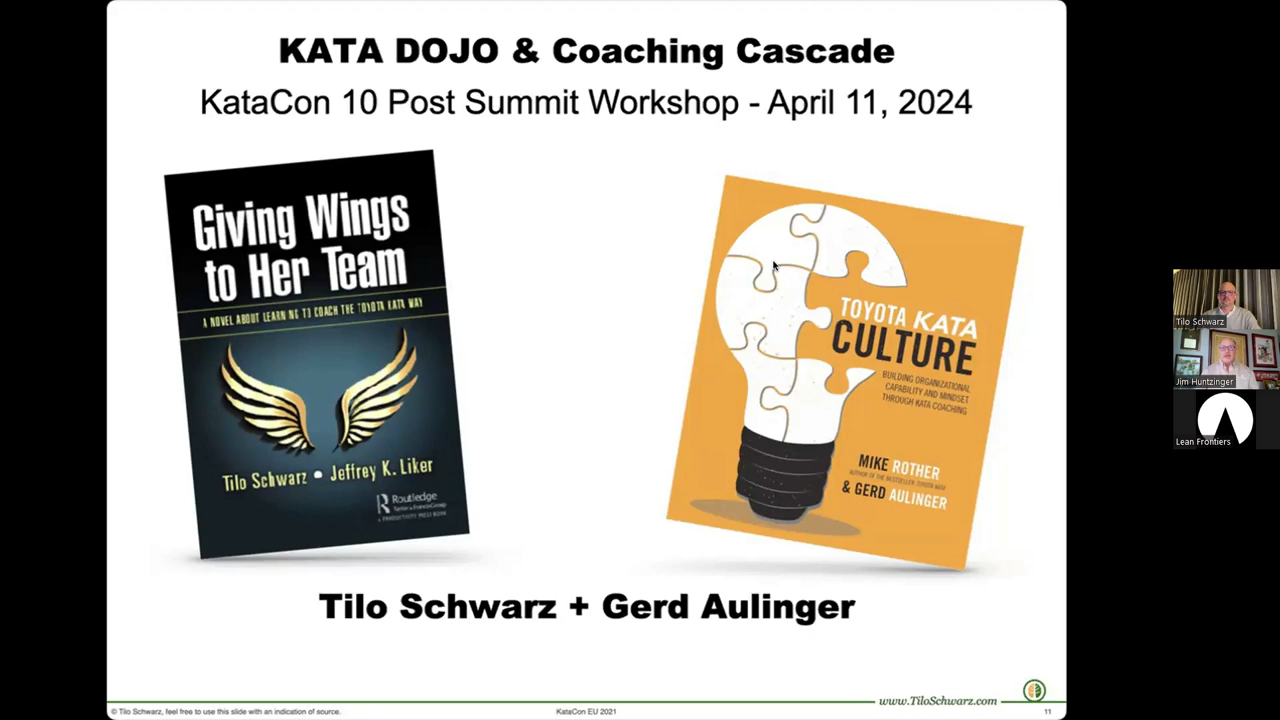 KATA DOJO & Coaching Cascade
KataCon 10 Post Summit Workshop - April 11, 2024
Giving Wings
to Her Team
A NOVEL ABOUT LEARNING TO COACH THE TOYOTA KATA WAY
Tilo Schwarz • Jeffrey K. Liker
Routledge
Taylor & Francis Group
A PRODUCTIVITY PRESS BOOK
TOYOTA KATA
CULTURE
BUILDING ORGANIZATIONAL
CAPABILITY AND MINDSET
THROUGH KATA COACHING
MIKE ROTHER
AUTHOR OF THE BESTSELLER TOYOTA KATA
& GERD AULINGER
Tilo Schwarz + Gerd Aulinger
© Tilo Schwarz, feel free to use this slide with an indication of source.
KataCon EU 2021
www.TiloSchwarz.com
11
Tilo Schwarz
Jim Huntzinger
Lean Frontiers